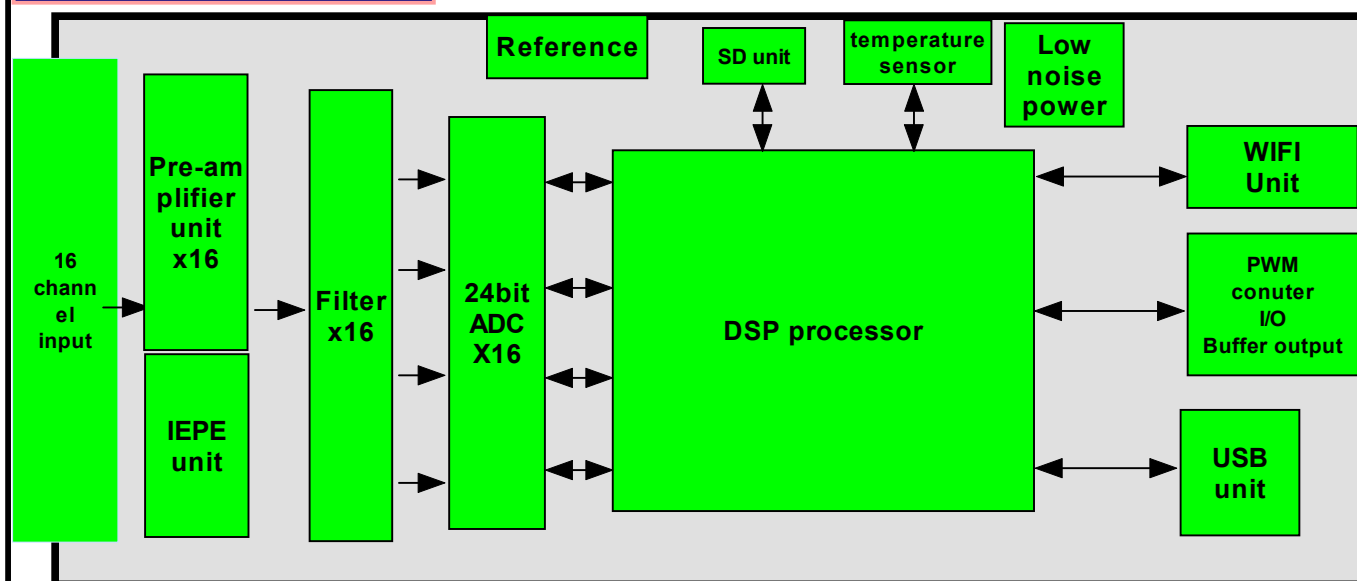 Reference
SD unit
temperature
sensor
Low
noise
power
16
chann
el
input
Pre-am
plifier
unit
x16
IEPE
unit
Filter
x16
24bit
ADC
X16
DSP processor
WIFI
Unit
PWM
conuter
I/O
Buffer output
USB
unit